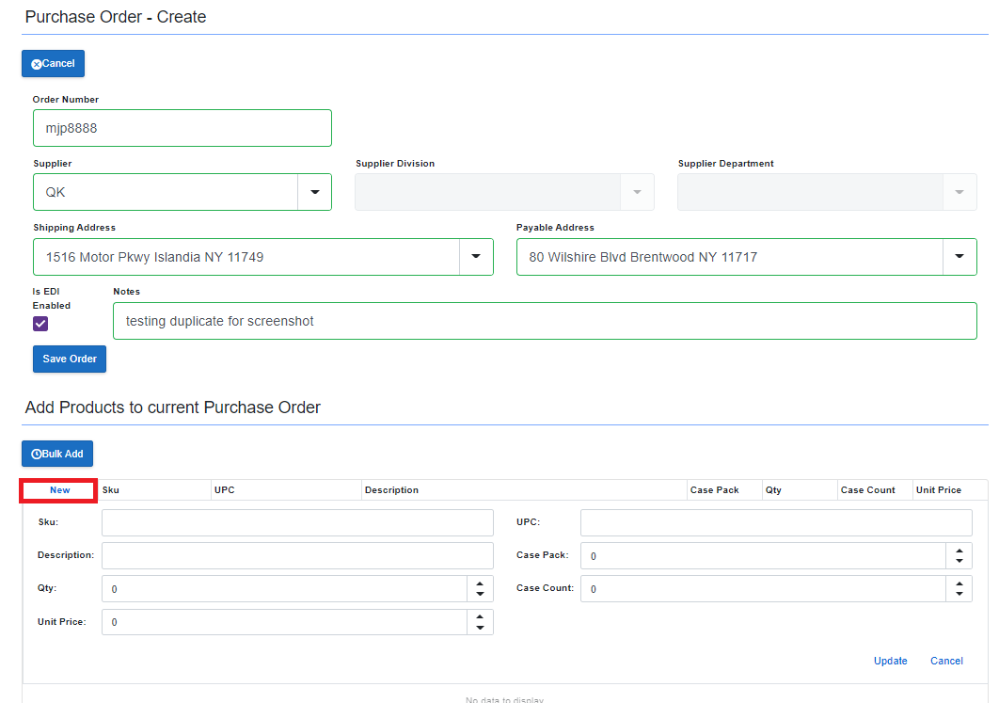 Purchase Order - Create
Cancel
Order Number
mjp8888
Supplier
Supplier Division
Supplier Department
QK
Shipping Address
Payable Address
1516 Motor Pkwy Islandia NY 11749
80 Wilshire Blvd Brentwood NY 11717
Is EDI
Enabled
Notes
testing duplicate for screenshot
Save Order
Add Products to current Purchase Order
Bulk Add
New Sku UPC Description Case Pack Qty Case Count Unit Price
Sku:
UPC:
Description:
Case Pack: 0
Qty: 0
Case Count: 0
Unit Price: 0
Update Cancel
No data to display